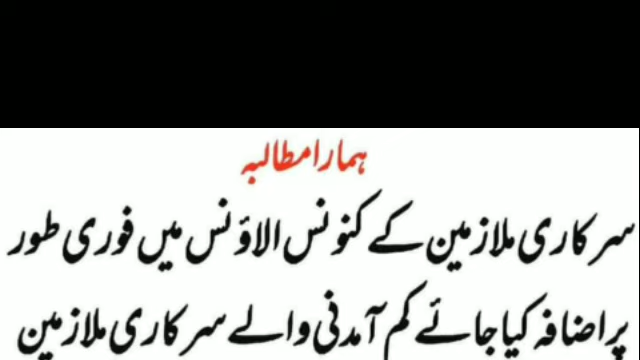 ہمارا مطالبہ
سرکاری ملازمین کے کنونس الاؤنس میں فوری طور
پر اضافہ کیا جائے کم آمدنی والے سرکاری ملازمین